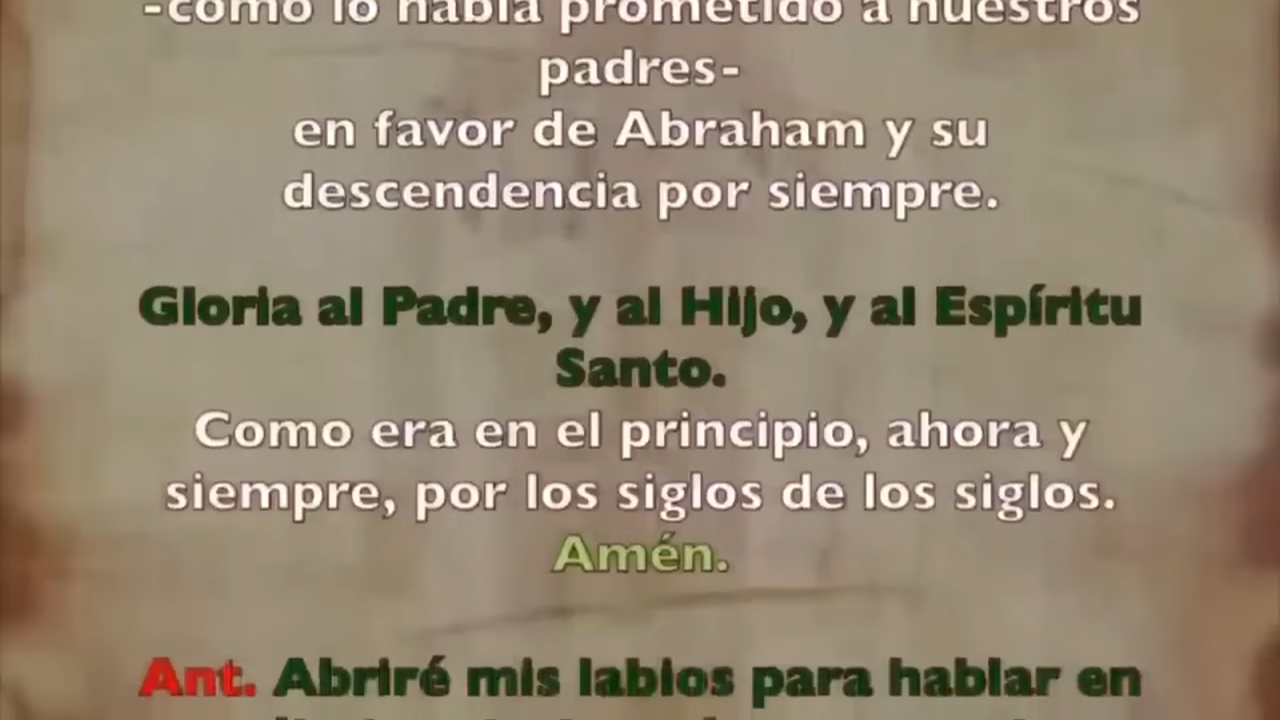 -como lo había prometido a nuestros
padres-
en favor de Abraham y su
descendencia por siempre.
Gloria al Padre, y al Hijo, y al Espíritu
Santo.
Como era en el principio, ahora y
siempre, por los siglos de los siglos.
Amén.
Ant. Abriré mis labios para hablar en